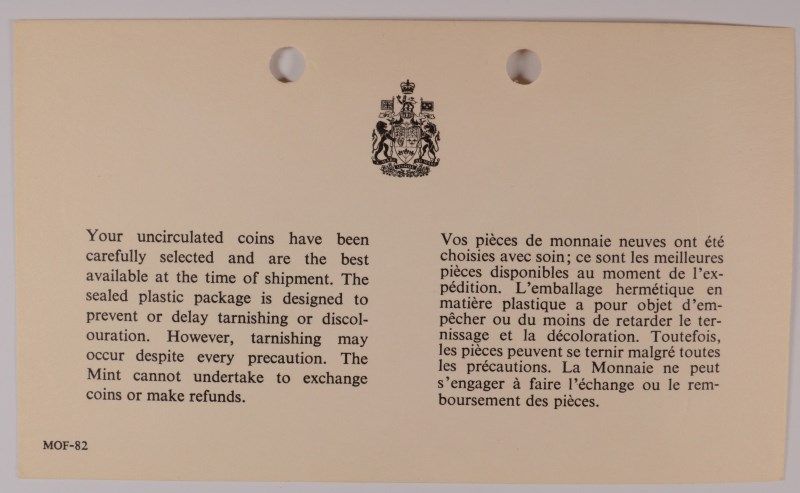 Your uncirculated coins have been
carefully selected and are the best
available at the time of shipment. The
sealed plastic package is designed to
prevent or delay tarnishing or discol-
ouration. However, tarnishing may
occur despite every precaution. The
Mint cannot undertake to exchange
coins or make refunds.
Vos pièces de monnaie neuves ont été
choisies avec soin; ce sont les meilleures
pièces disponibles au moment de l'ex-
pédition. L'emballage hermétique en
matière plastique a pour objet d'em-
pêcher ou du moins de retarder le ter-
nissage et la décoloration. Toutefois,
les pièces peuvent se ternir malgré toutes
les précautions. La Monnaie ne peut
s'engager à faire l'échange ou le rem-
boursement des pièces.
MOF-82